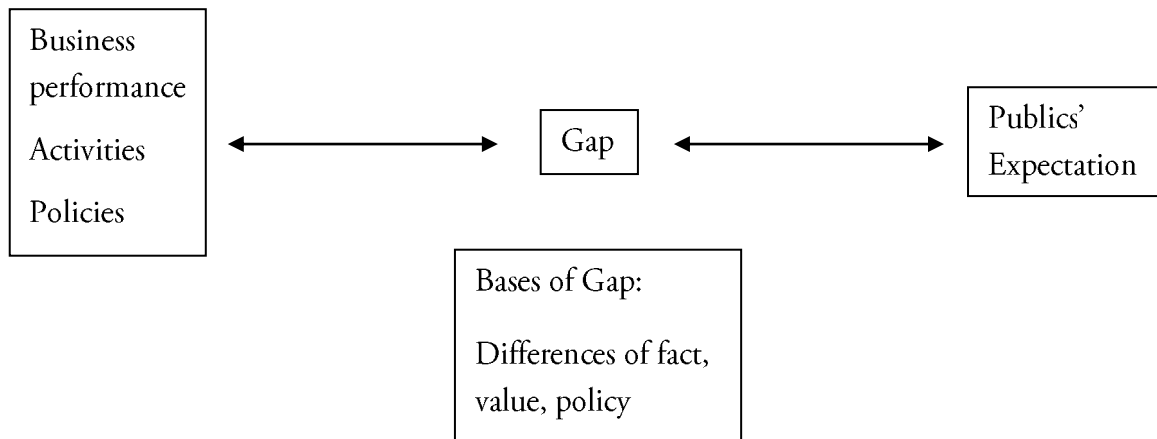 Business
performance
Activities
Policies
Gap
Publics’
Expectation
Bases of Gap:
Differences of fact,
value, policy